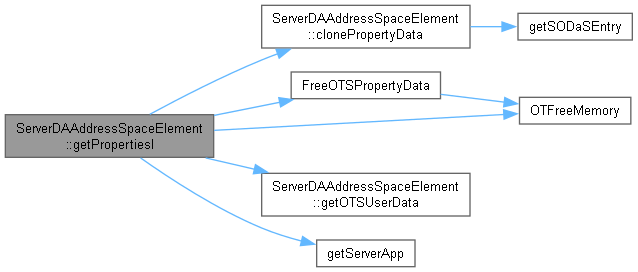 ServerDAAddressSpaceElement
::getPropertiesI
ServerDAAddressSpaceElement
::clonePropertyData
getSODaSEntry
FreeOTSPropertyData
OTFreeMemory
ServerDAAddressSpaceElement
::getOTSUserData
getServerApp